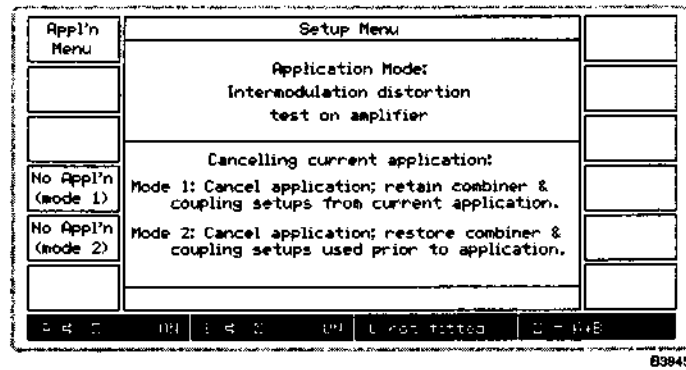 Appl'n
Menu
Setup Menu
Application Mode:
Intermodulation distortion
test on amplifier
Cancelling current application:
No Appl'n
(mode 1)
Mode 1: Cancel application; retain combiner &
coupling setups from current application.
No Appl'n
(mode 2)
Mode 2: Cancel application; restore combiner &
coupling setups used prior to application.
ON
ON
not fitted
A+B
B3945